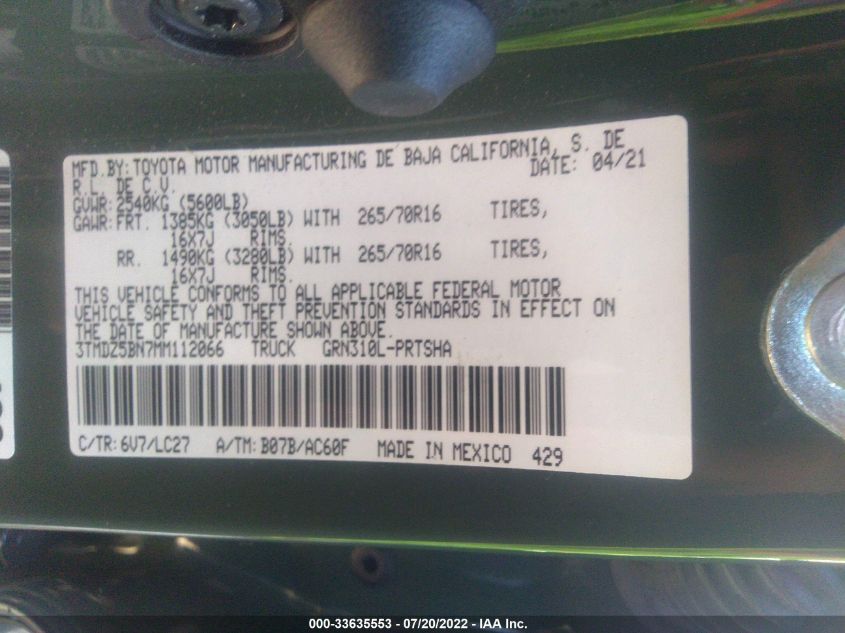 MFD.BY: TOYOTA MOTOR MANUFACTURING DE BAJA CALIFORNIA, S. DE
R.L. DE C.V. DATE: 04/21
GVWR: 2540KG (5600LB)
GAWR: FRT. 1385KG (3050LB) WITH 265/70R16 TIRES,
16X7J RIMS.
RR. 1490KG (3280LB) WITH 265/70R16 TIRES,
16X7J RIMS.
THIS VEHICLE CONFORMS TO ALL APPLICABLE FEDERAL MOTOR
VEHICLE SAFETY AND THEFT PREVENTION STANDARDS IN EFFECT ON
THE DATE OF MANUFACTURE SHOWN ABOVE.
3TMDZ5BN7MM112066 TRUCK GRN310L-PRTSHA
C/TR: 6V7/LC27 A/TM: B07B/AC60F MADE IN MEXICO 429
000-33635553 - 07/20/2022 - IAA Inc.